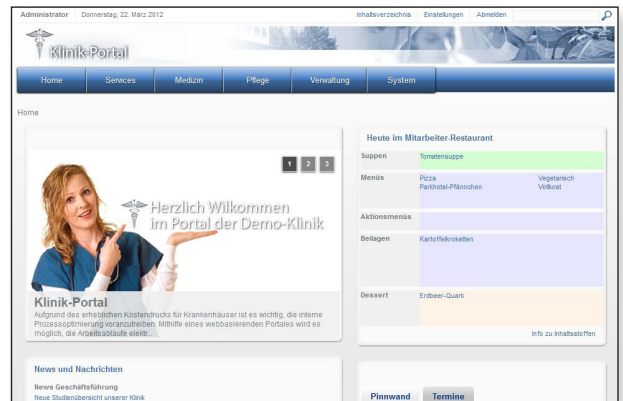 Administrator Donnerstag, 22. März 2012 Inhaltsverzeichnis Einstellungen Abmelden
Klinik-Portal
Home Services Medizin Pflege Verwaltung System
Home
1 2 3
Herzlich Wilkommen
im Portal der Demo-Klinik
Klinik-Portal
Aufgrund des erheblichen Kostendrucks für Krankenhäuser ist es wichtig, die interne
Prozessoptimierung voranzutreiben. Mithilfe eines webbasierenden Portales wird es
möglich, die Arbeitsabläufe elektr...
Heute im Mitarbeiter-Restaurant
Suppen Tomatensuppe
Menüs Pizza Vegetarisch
Parkhotel-Pfännchen Vollkost
Aktionsmenüs
Beilagen Kartoffelkroketten
Dessert Erdbeer-Quark
Info zu Inhaltsstoffen
News und Nachrichten
News Geschäftsführung
Neue Studienübersicht unserer Klinik
Pinnwand Termine